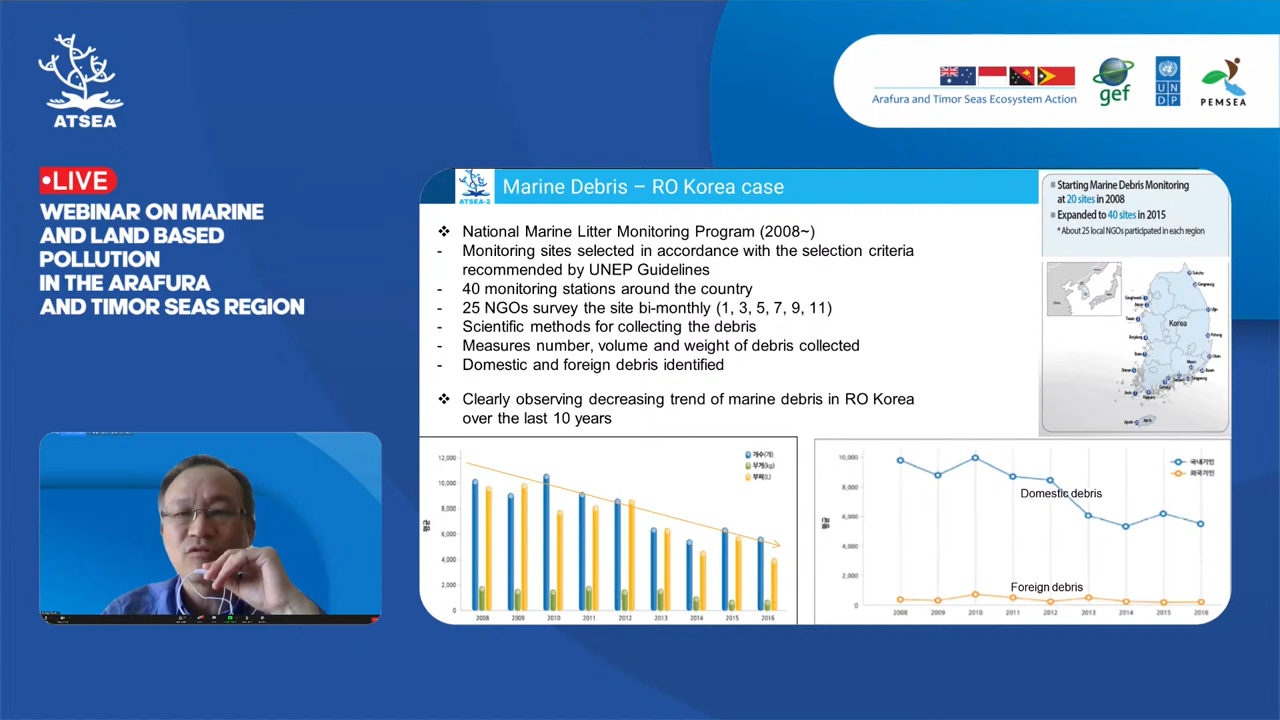 ATSEA
Arafura and Timor Seas Ecosystem Action
gef
U N
D P
PEMSEA
•LIVE
WEBINAR ON MARINE
AND LAND BASED
POLLUTION
IN THE ARAFURA
AND TIMOR SEAS REGION
ATSEA-2
Marine Debris – RO Korea case
❖ National Marine Litter Monitoring Program (2008~)
- Monitoring sites selected in accordance with the selection criteria
recommended by UNEP Guidelines
- 40 monitoring stations around the country
- 25 NGOs survey the site bi-monthly (1, 3, 5, 7, 9, 11)
- Scientific methods for collecting the debris
- Measures number, volume and weight of debris collected
- Domestic and foreign debris identified
❖ Clearly observing decreasing trend of marine debris in RO Korea
over the last 10 years
■ Starting Marine Debris Monitoring
at 20 sites in 2008
■ Expanded to 40 sites in 2015
* About 25 local NGOs participated in each region
Korea
개수(개)
무게(kg)
부피(L)
평균
12,000
10,000
8,000
6,000
4,000
2,000
0
2008 2009 2010 2011 2012 2013 2014 2015 2016
국내기인
외국기인
평균
10,000
8,000
6,000
4,000
2,000
0
Domestic debris
Foreign debris
2008 2009 2010 2011 2012 2013 2014 2015 2016